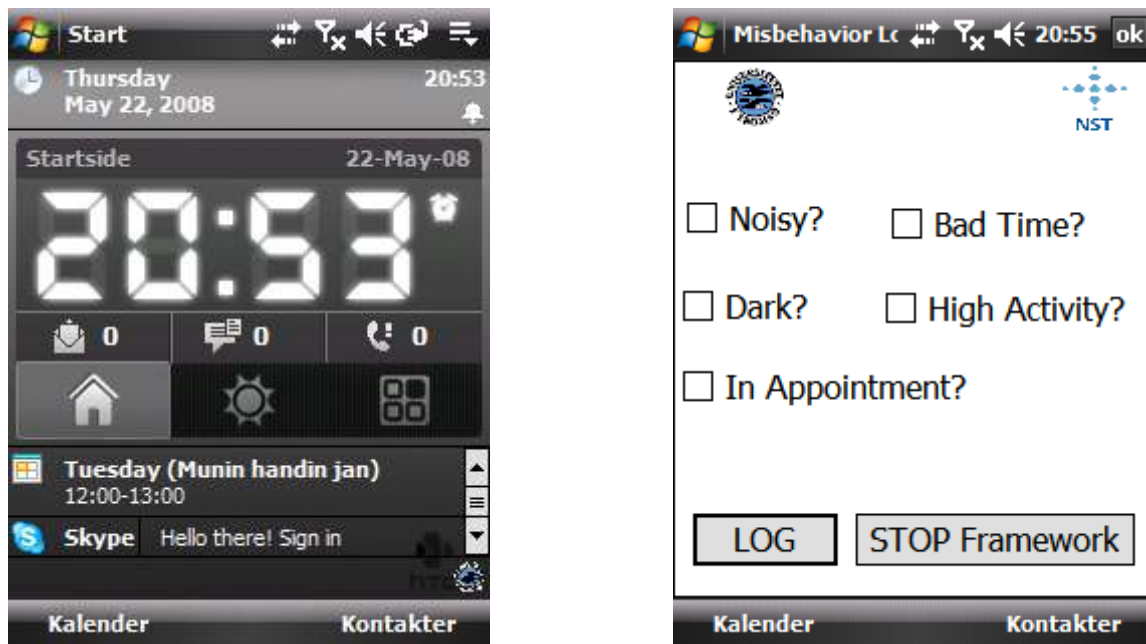 Start
Thursday 20:53
May 22, 2008
Startside 22-May-08
20:53
0 0 0
Tuesday (Munin handin jan)
12:00-13:00
Skype Hello there! Sign in
Kalender Kontakter
Misbehavior Lo 20:55 ok
NST
Noisy? Bad Time?
Dark? High Activity?
In Appointment?
LOG STOP Framework
Kalender Kontakter